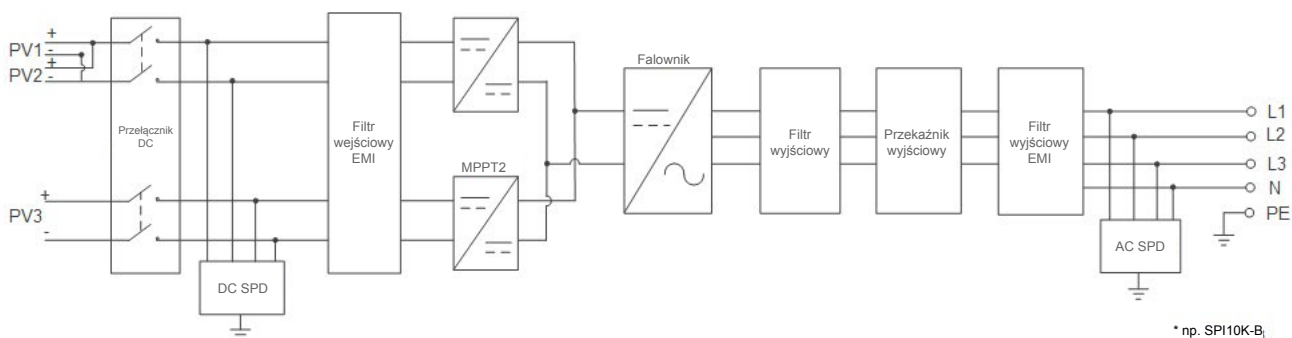 +
PV1
-
+
PV2
-
Przełącznik
DC
+
PV3
-
DC SPD
Filtr
wejściowy
EMI
MPPT2
Falownik
Filtr
wyjściowy
Przekaźnik
wyjściowy
Filtr
wyjściowy
EMI
L1
L2
L3
N
PE
AC SPD
* np. SPI10K-B